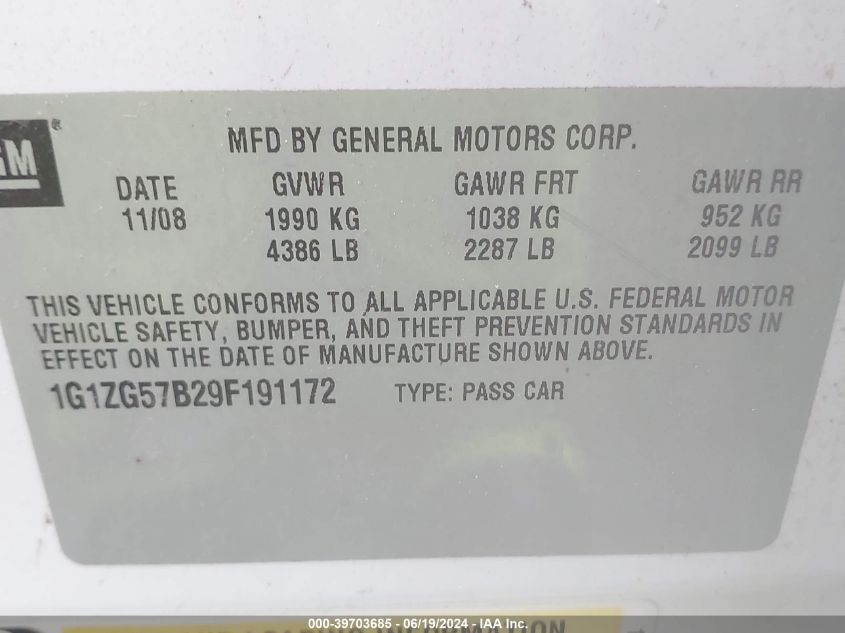 GM®
MFD BY GENERAL MOTORS CORP.
DATE GVWR GAWR FRT GAWR RR
11/08 1990 KG 1038 KG 952 KG
4386 LB 2287 LB 2099 LB
THIS VEHICLE CONFORMS TO ALL APPLICABLE U.S. FEDERAL MOTOR
VEHICLE SAFETY, BUMPER, AND THEFT PREVENTION STANDARDS IN
EFFECT ON THE DATE OF MANUFACTURE SHOWN ABOVE.
1G1ZG57B29F191172 TYPE: PASS CAR
LOADING INFORMATION
000-39703685 - 06/19/2024 - IAA Inc.